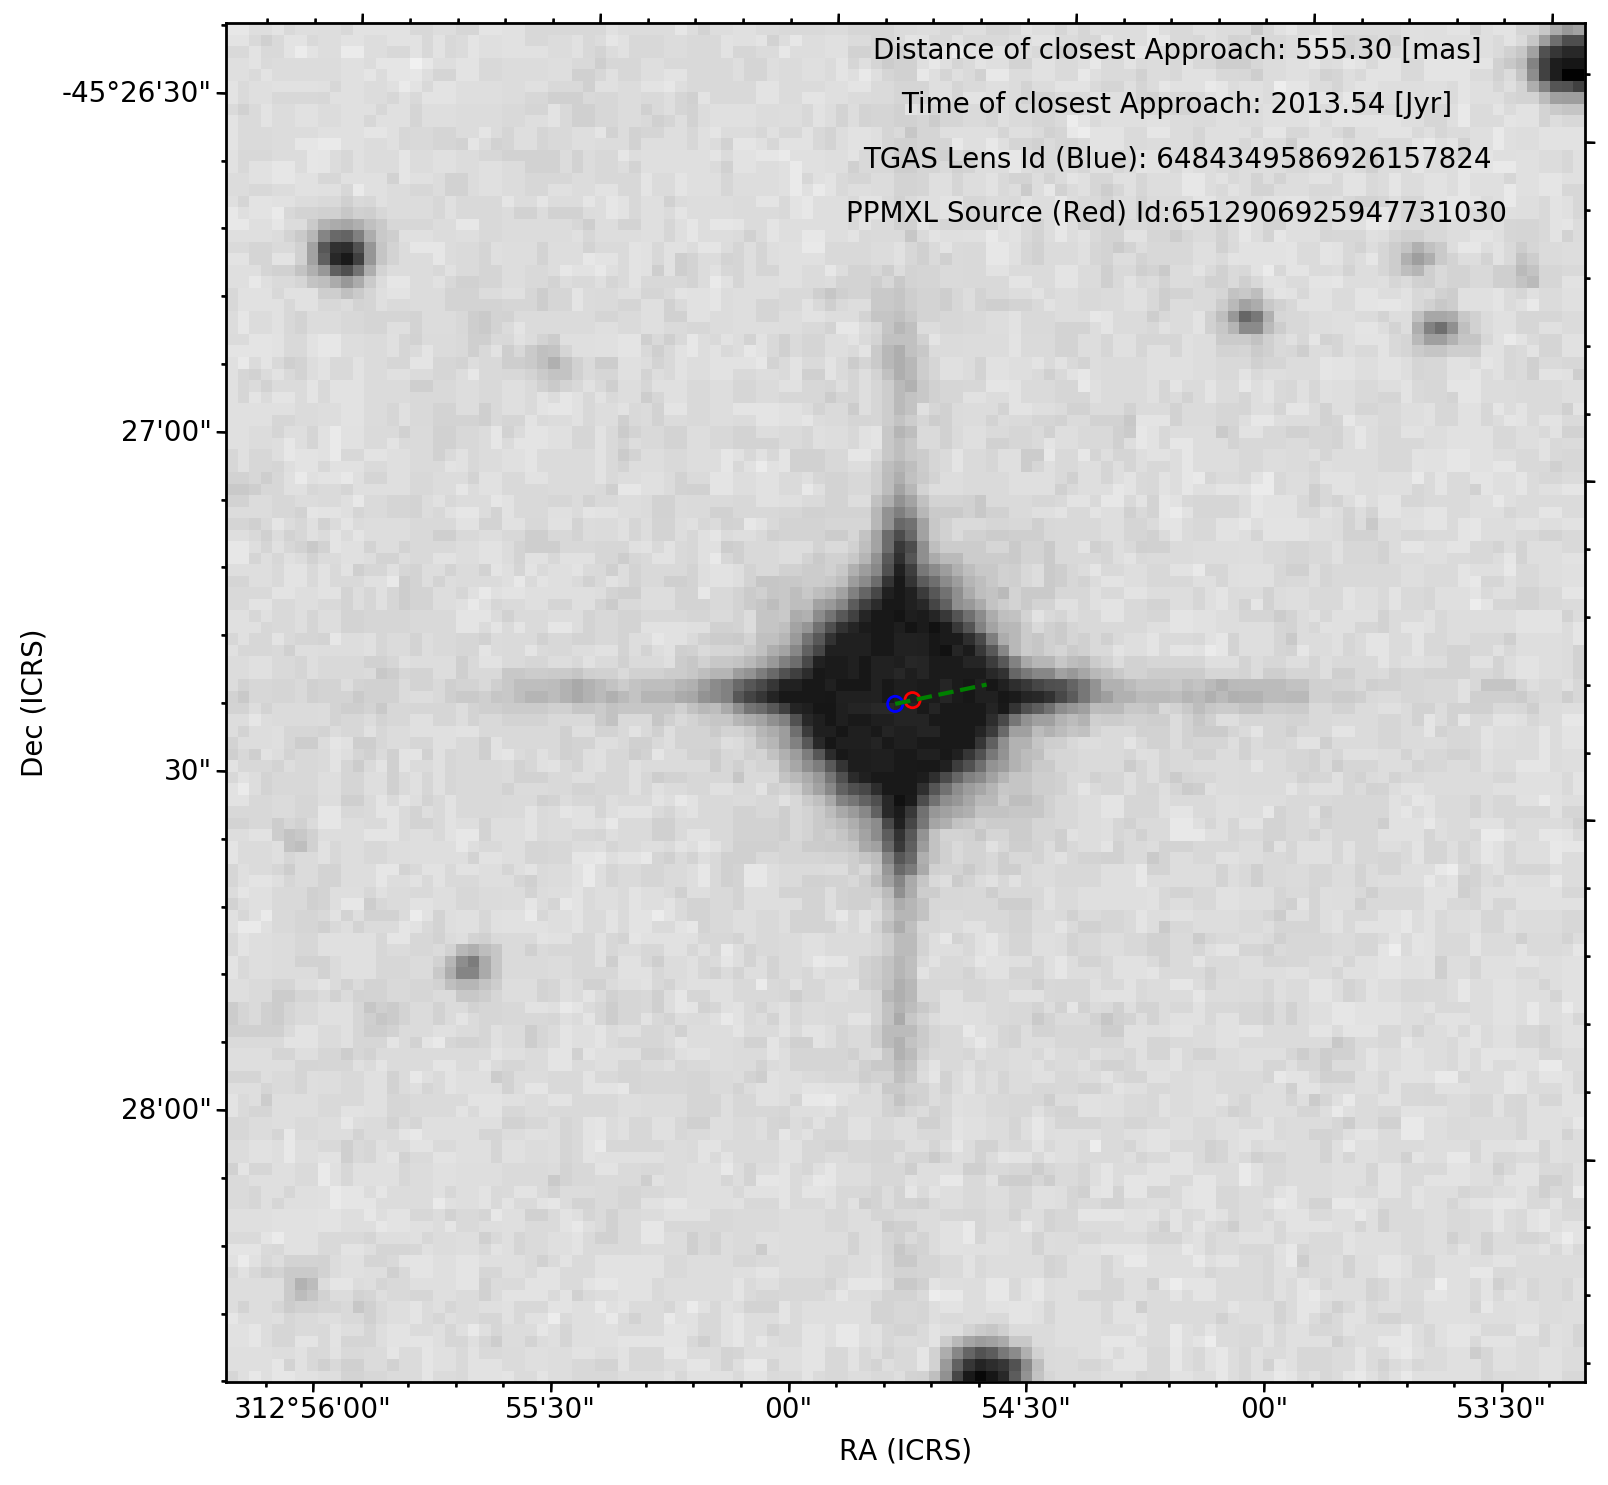 Distance of closest Approach: 555.30 [mas]
Time of closest Approach: 2013.54 [Jyr]
TGAS Lens Id (Blue): 6484349586926157824
PPMXL Source (Red) Id:6512906925947731030
-45°26'30"
27'00"
30"
28'00"
Dec (ICRS)
312°56'00" 55'30" 00" 54'30" 00" 53'30"
RA (ICRS)